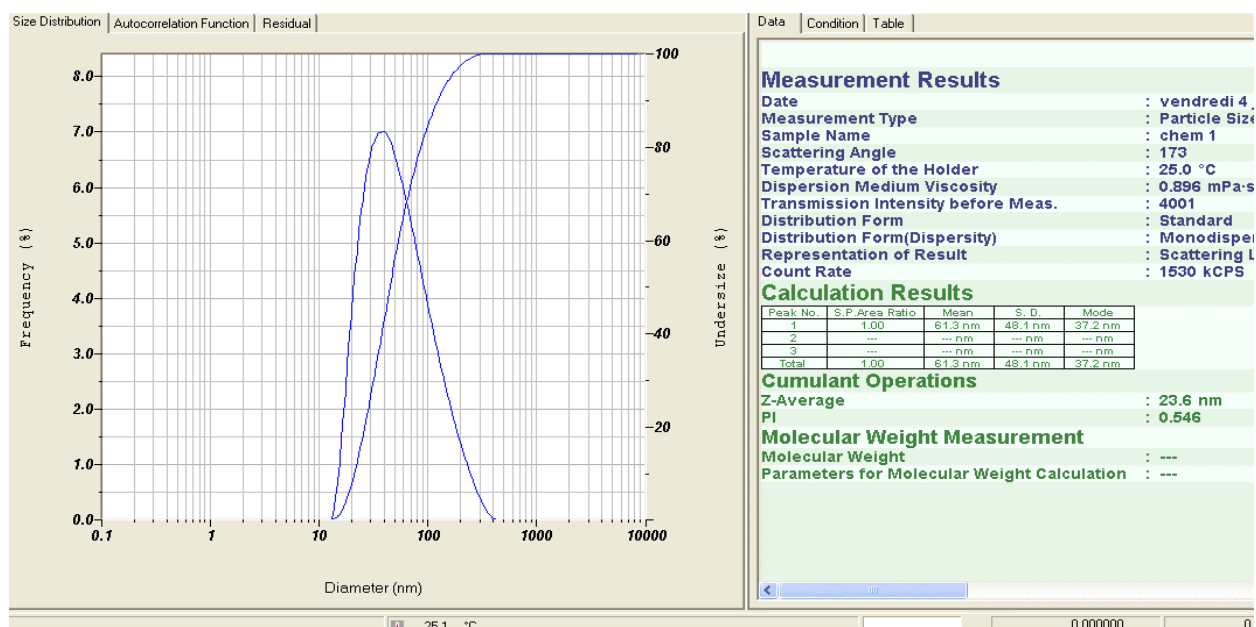 Size Distribution Autocorrelation Function Residual
8.0
7.0
6.0
5.0
4.0
3.0
2.0
1.0
0.0
Frequency (%)
100
80
60
40
20
Undersize (%)
0.1 1 10 100 1000 10000
Diameter (nm)
Data Condition Table
Measurement Results
Date : vendredi 4
Measurement Type : Particle Size
Sample Name : chem 1
Scattering Angle : 173
Temperature of the Holder : 25.0 °C
Dispersion Medium Viscosity : 0.896 mPa·s
Transmission Intensity before Meas. : 4001
Distribution Form : Standard
Distribution Form(Dispersity) : Monodisper
Representation of Result : Scattering L
Count Rate : 1530 kCPS
Calculation Results
Peak No. S.P.Area Ratio Mean S. D. Mode
1 1.00 61.3 nm 48.1 nm 37.2 nm
2 --- --- nm --- nm --- nm
3 --- --- nm --- nm --- nm
Total 1.00 61.3 nm 48.1 nm 37.2 nm
Cumulant Operations
Z-Average : 23.6 nm
PI : 0.546
Molecular Weight Measurement
Molecular Weight : ---
Parameters for Molecular Weight Calculation : ---
25.1 °C 0.000000 0